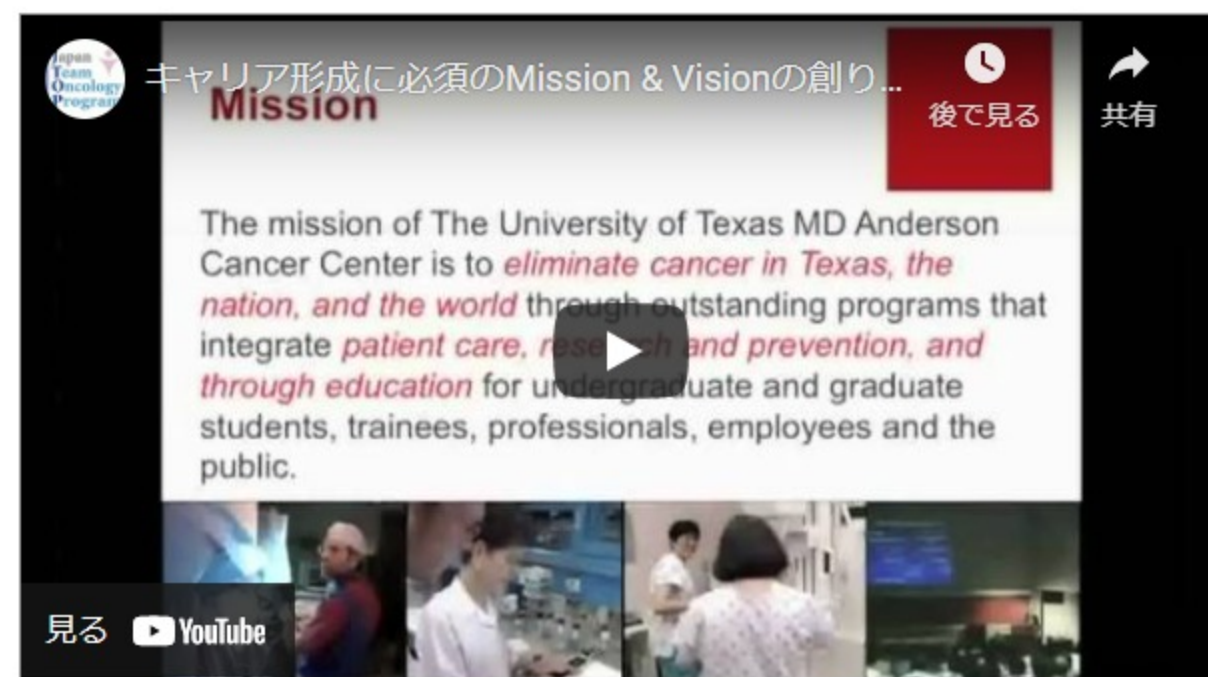 Japan
Team
Oncology
Program
キャリア形成に必須のMission & Visionの創り...
後で見る
共有
Mission
The mission of The University of Texas MD Anderson
Cancer Center is to eliminate cancer in Texas, the
nation, and the world through outstanding programs that
integrate patient care, research and prevention, and
through education for undergraduate and graduate
students, trainees, professionals, employees and the
public.
見る YouTube